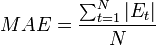 MAE = \frac{\sum_{t=1}^{N} |E_t|}{N}